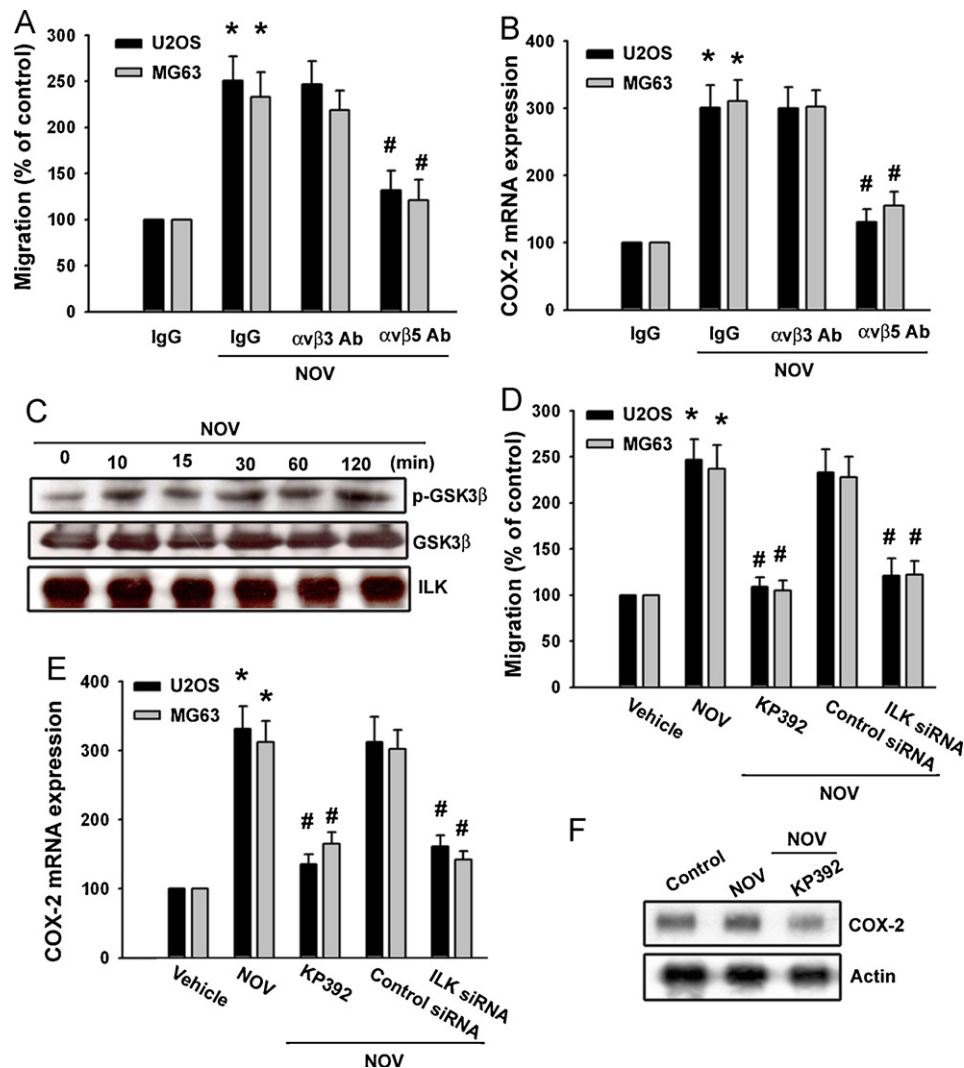 A
Migration (% of control)
300
250
200
150
100
50
0
U2OS
MG63
* *
# #
IgG IgG αvβ3 Ab αvβ5 Ab
NOV
B
COX-2 mRNA expression
400
300
200
100
0
U2OS
MG63
* *
# #
IgG IgG αvβ3 Ab αvβ5 Ab
NOV
C
NOV
0 10 15 30 60 120 (min)
p-GSK3β
GSK3β
ILK
D
Migration (% of control)
300
250
200
150
100
50
0
U2OS
MG63
* *
# #
# #
Vehicle NOV KP392 Control siRNA ILK siRNA
NOV
E
COX-2 mRNA expression
400
300
200
100
0
U2OS
MG63
* *
# #
# #
Vehicle NOV KP392 Control siRNA ILK siRNA
NOV
F
NOV
Control NOV KP392
COX-2
Actin